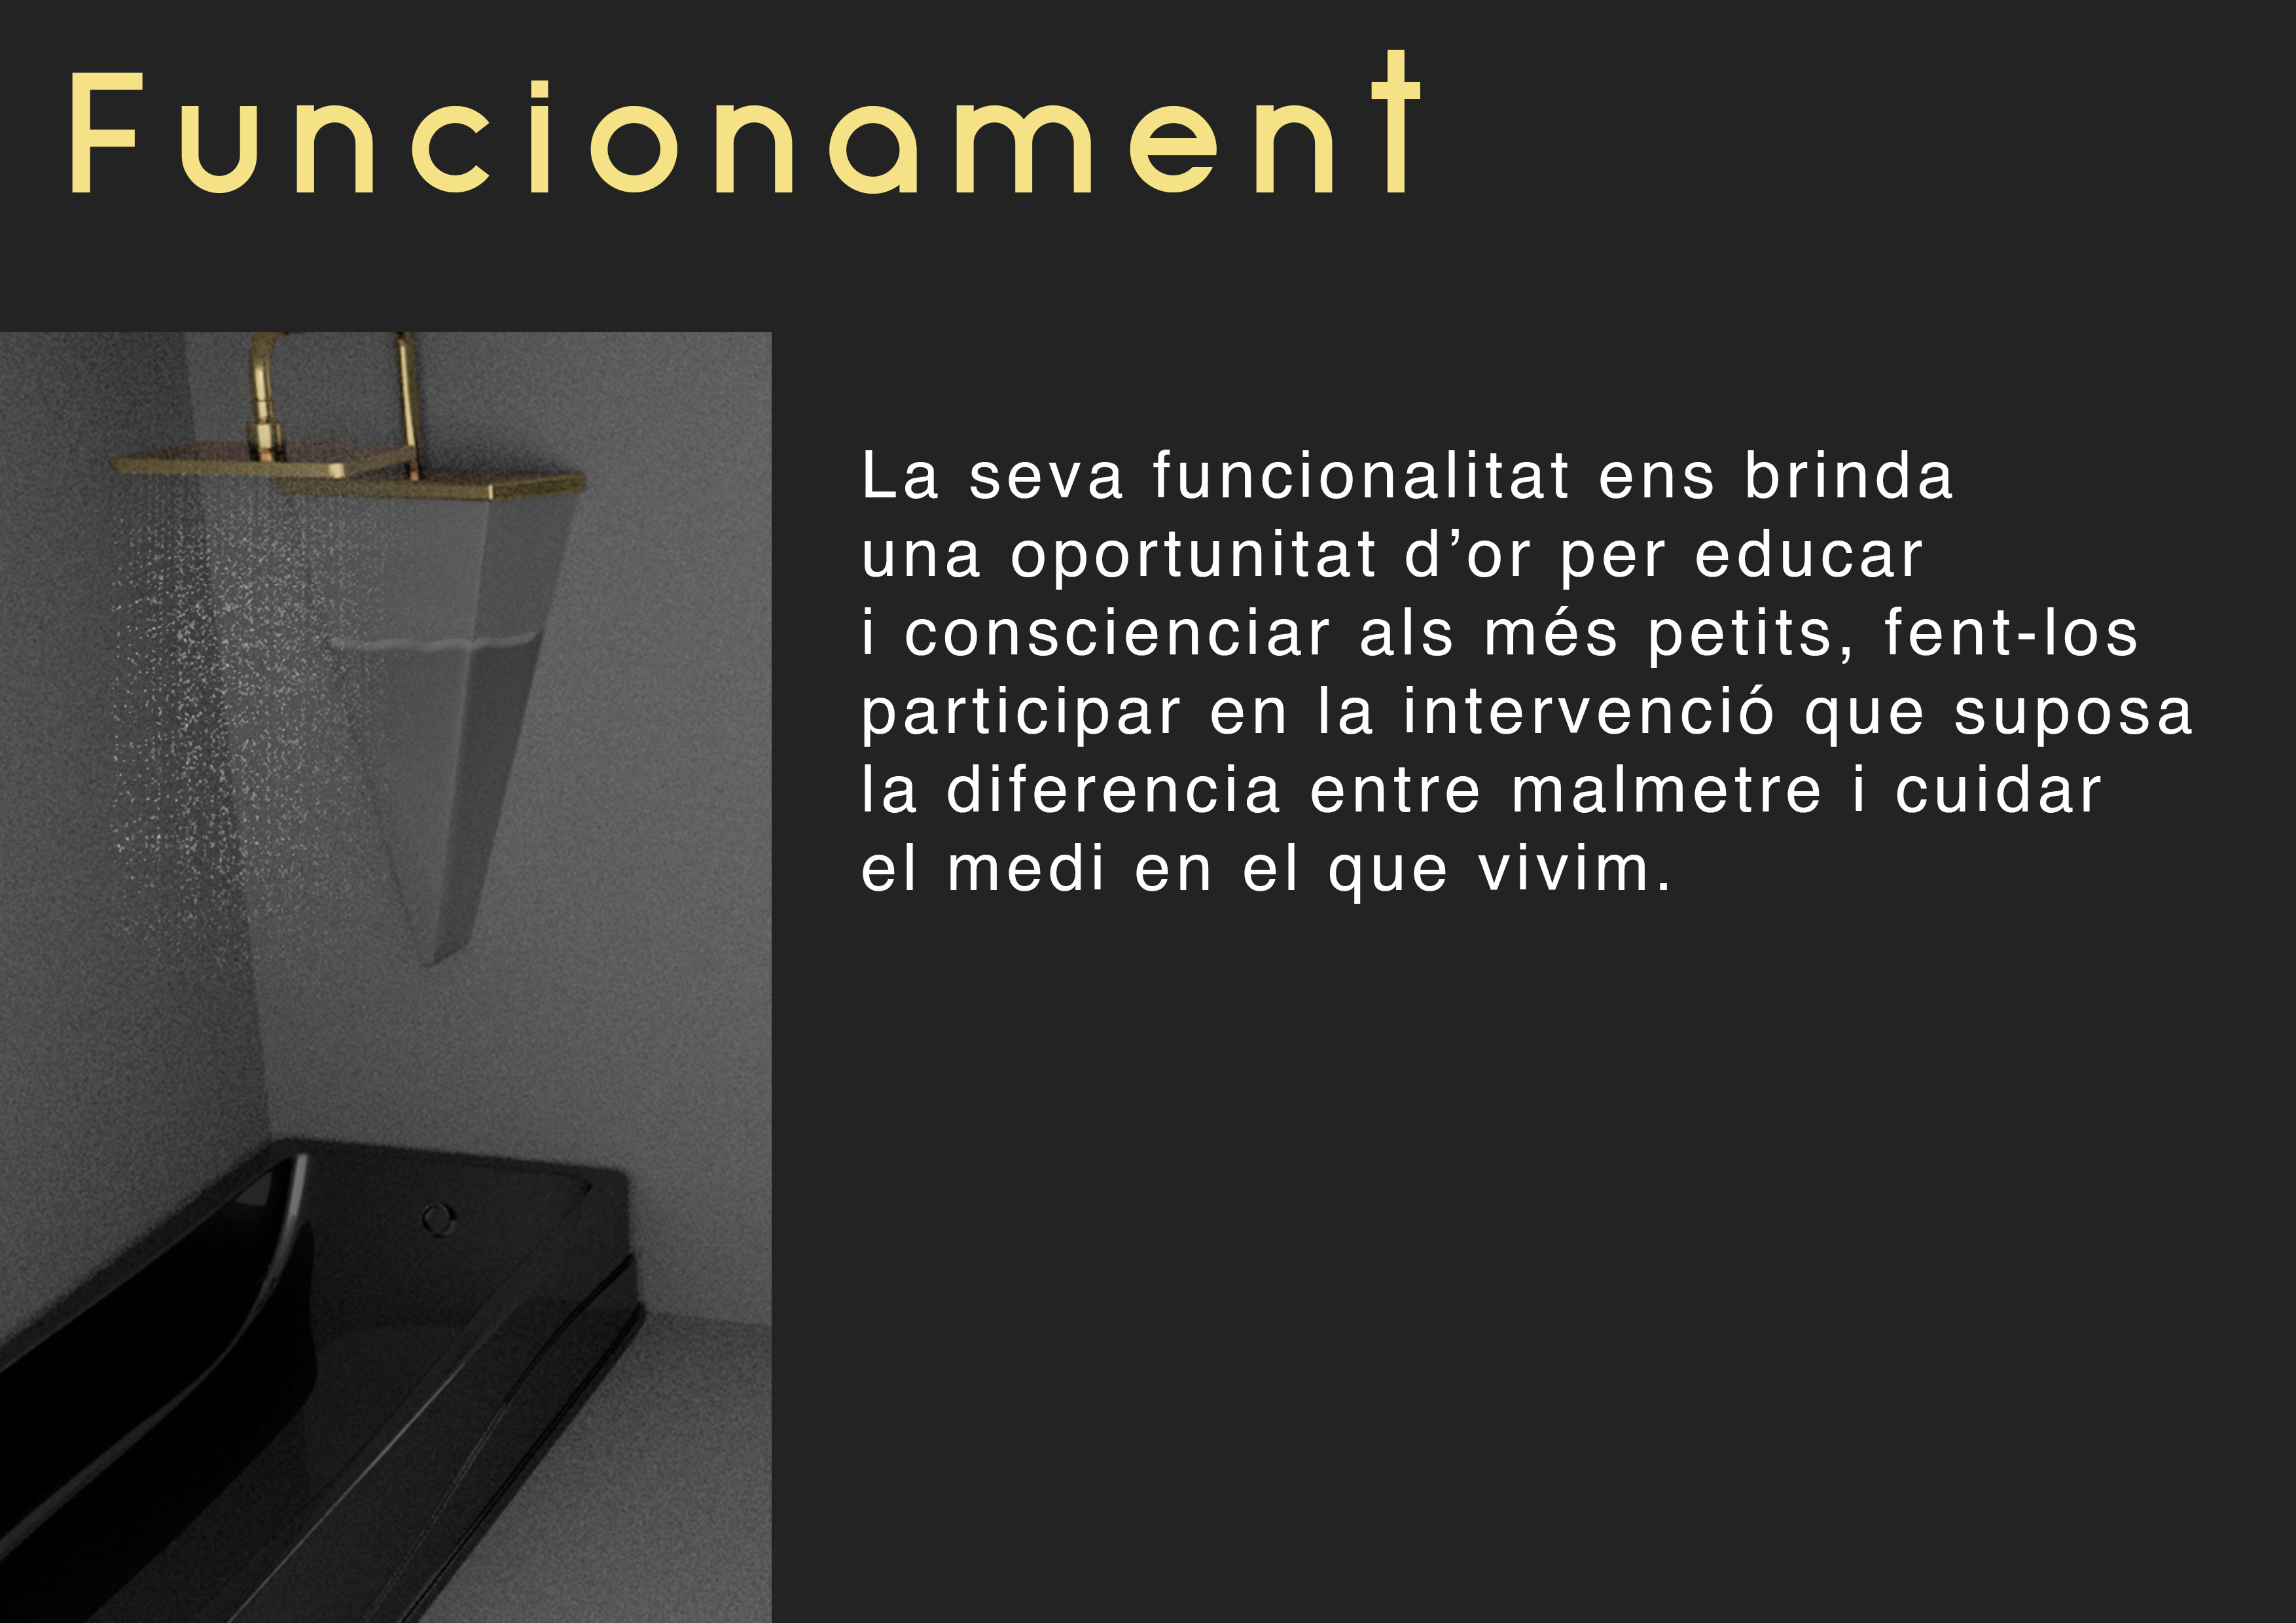 Funcionament
La seva funcionalitat ens brinda
una oportunitat d’or per educar
i conscienciar als més petits, fent-los
participar en la intervenció que suposa
la diferencia entre malmetre i cuidar
el medi en el que vivim.